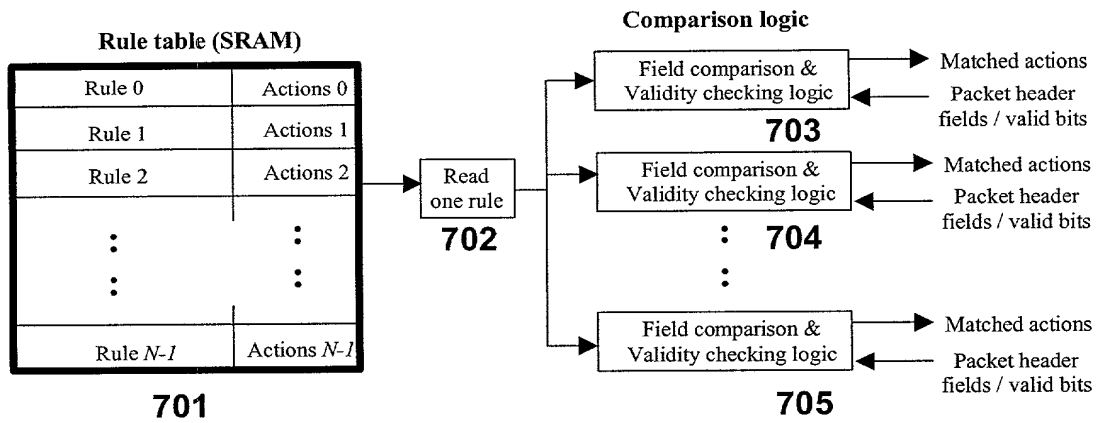 Comparison logic
Rule table (SRAM)
Rule 0 Actions 0
Rule 1 Actions 1
Rule 2 Actions 2
Rule N-1 Actions N-1
701
Read
one rule
702
Field comparison &
Validity checking logic
703
Matched actions
Packet header
fields / valid bits
Field comparison &
Validity checking logic
704
Matched actions
Packet header
fields / valid bits
Field comparison &
Validity checking logic
705
Matched actions
Packet header
fields / valid bits